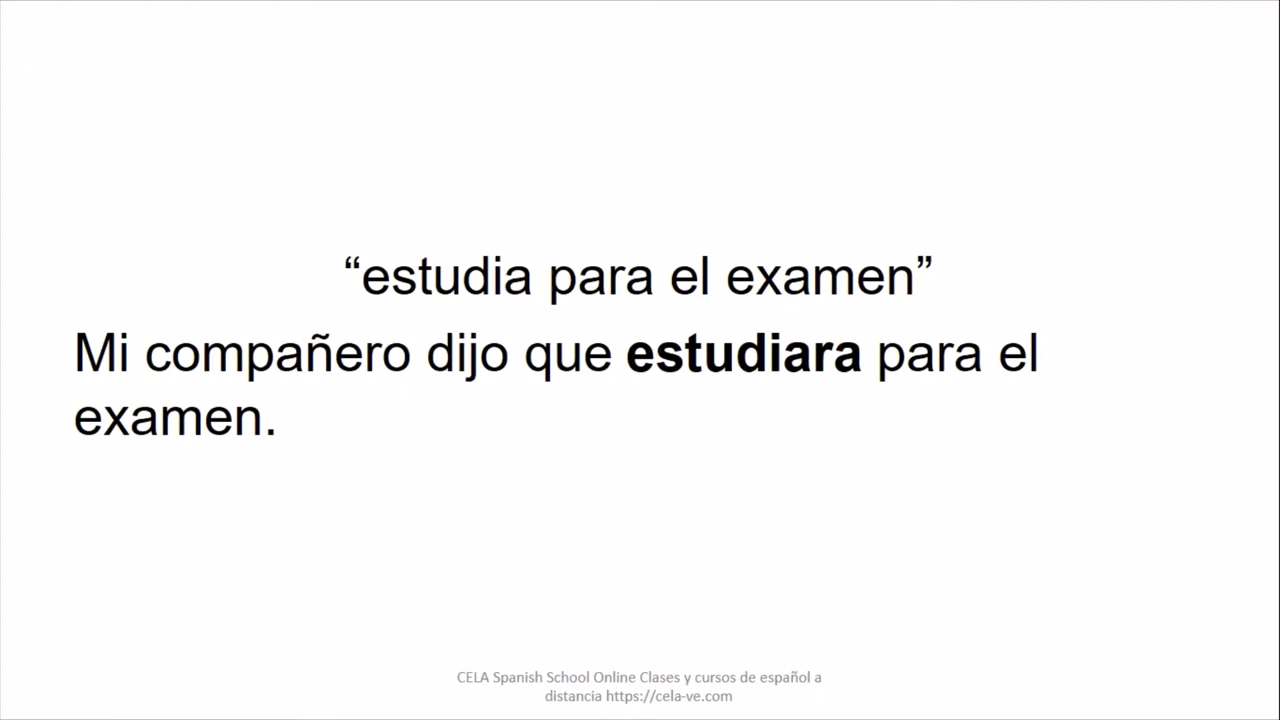 “estudia para el examen”
Mi compañero dijo que estudiara para el
examen.
CELA Spanish School Online Clases y cursos de español a
distancia https://cela-ve.com